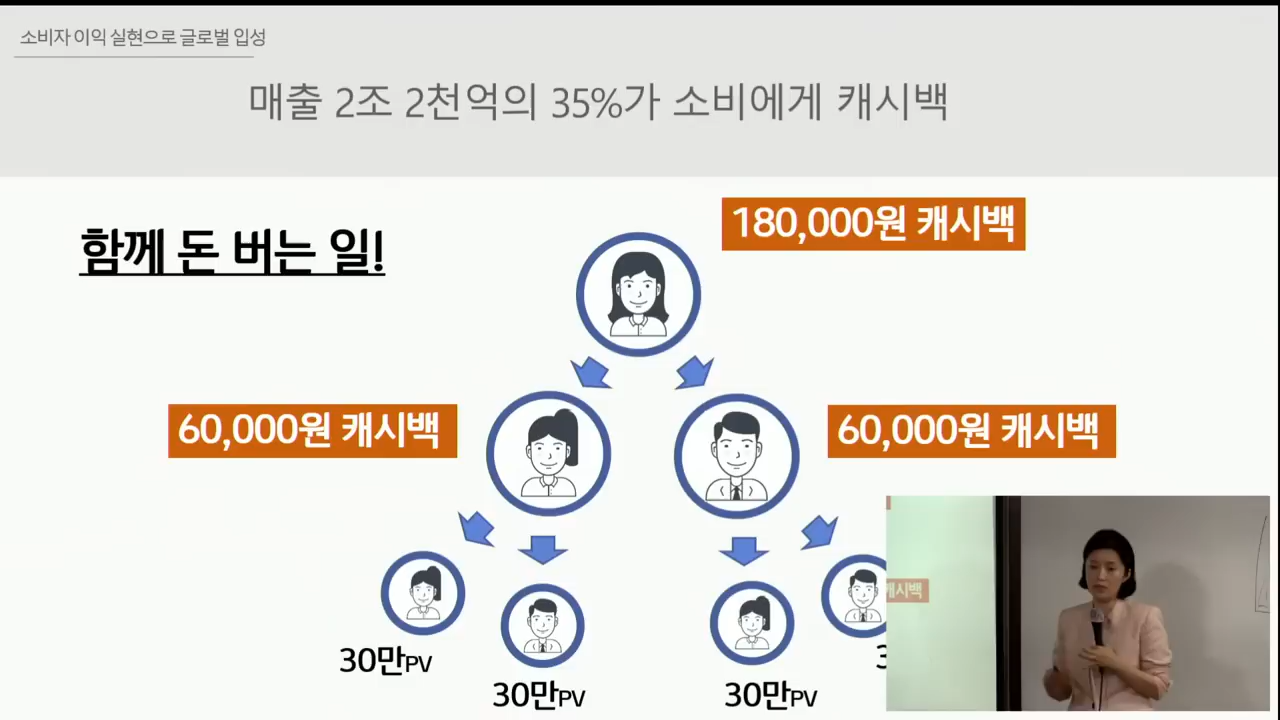 소비자 이익 실현으로 글로벌 입성
매출 2조 2천억의 35%가 소비에게 캐시백
함께 돈 버는 일!
180,000원 캐시백
60,000원 캐시백
60,000원 캐시백
30만PV
30만PV
30만PV
3
캐시백